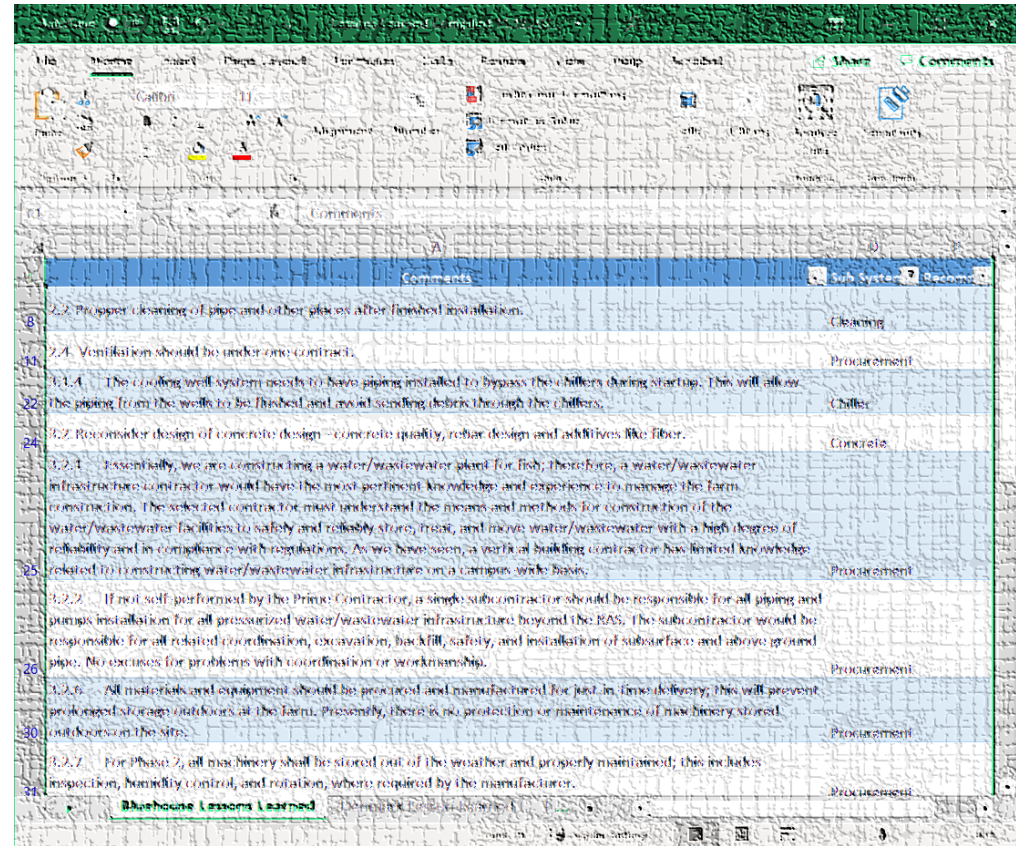 Home
Share Comments
Calibri 11
Alignment Number
Comments
A
Comments Sub System
8 2.2 Propper cleaning of pipe and other places after finished installation. Cleaning
11 2.4 Ventilation should be under one contract. Procurement
3.1.4 The cooling well system needs to have piping installed to bypass the chillers during startup. This will allow
22 the piping from the wells to be flushed and avoid sending debris through the chillers. Chiller
24 3.2 Reconsider design of concrete design - concrete quality, rebar design and additives like fiber. Concrete
3.2.1 Essentially, we are constructing a water/wastewater plant for fish; therefore, a water/wastewater
infrastructure contractor would have the most pertinent knowledge and experience to manage the farm
construction. The selected contractor must understand the means and methods for construction of the
water/wastewater facilities to safely and reliably store, treat, and move water/wastewater with a high degree of
reliability and in compliance with regulations. As we have seen, a vertical building contractor has limited knowledge
25 related to constructing water/wastewater infrastructure on a campus-wide basis. Procurement
3.2.2 If not self-performed by the Prime Contractor, a single subcontractor should be responsible for all piping and
pumps installation for all pressurized water/wastewater infrastructure beyond the RAS. The subcontractor would be
responsible for all related coordination, excavation, backfill, safety, and installation of subsurface and above ground
26 pipe. No excuses for problems with coordination or workmanship. Procurement
3.2.6 All materials and equipment should be procured and manufactured for just-in-time delivery; this will prevent
prolonged storage outdoors at the farm. Presently, there is no protection or maintenance of machinery stored
30 outdoors on the site. Procurement
3.2.7 For Phase 2, all machinery shall be stored out of the weather and properly maintained; this includes
31 inspection, humidity control, and rotation, where required by the manufacturer. Procurement
Bluehouse Lessons Learned